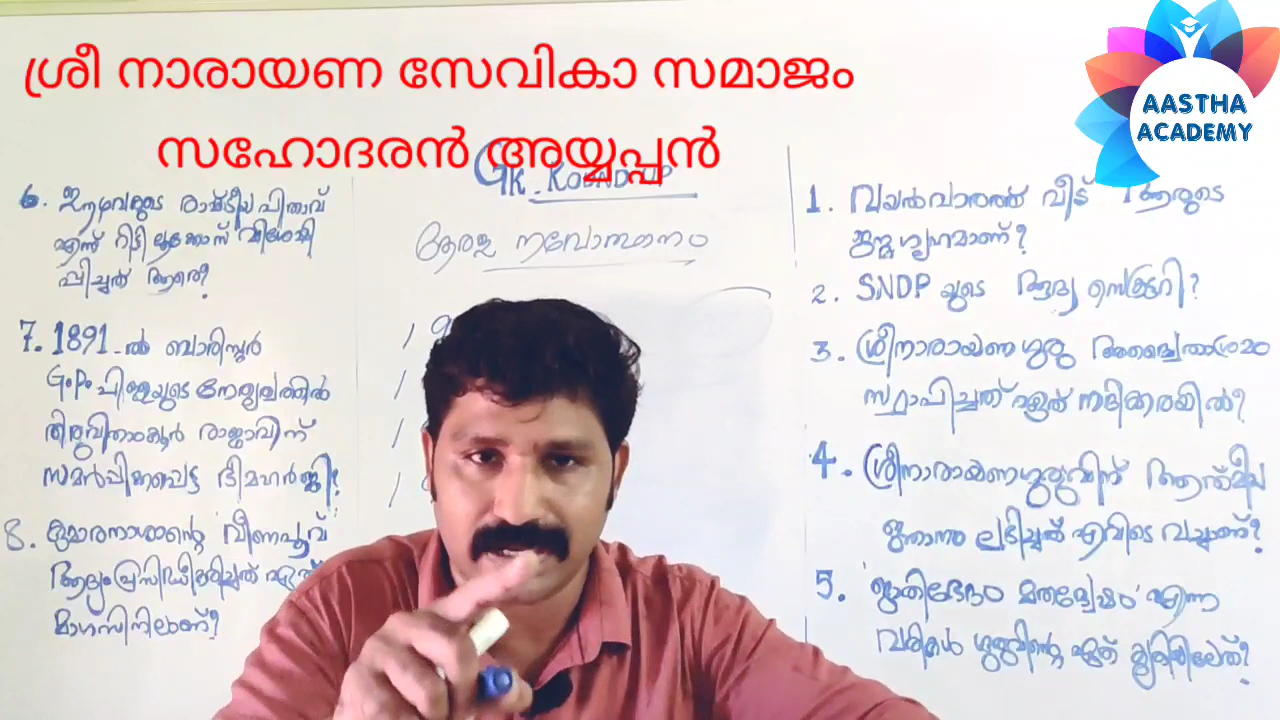 ശ്രീ നാരായണ സേവികാ സമാജം
സഹോദരൻ അയ്യപ്പൻ
AASTHA
ACADEMY
GK. ROUNDUP
കേരള നവോത്ഥാനം
6. ഈഴവരുടെ രാഷ്ട്രീയ പിതാവ്
എന്ന് റിട്ടി ലൂക്കോസ് വിശേഷി
പ്പിച്ചത് ആരെ?
7. 1891-ൽ ബാരിസ്റ്റർ
G.P. പിള്ളയുടെ നേതൃത്വത്തിൽ
തിരുവിതാംകൂർ രാജാവിന്
സമർപ്പിക്കപ്പെട്ട ഭീമഹർജി?
8. കുമാരനാശാന്റെ 'വീണപൂവ്'
ആദ്യം പ്രസിദ്ധീകരിച്ചത് ഏത്
മാഗസിനിലാണ്?
1. വയൽവാരത്ത് വീട് ആരുടെ
ജന്മഗൃഹമാണ്?
2. SNDP യുടെ ആദ്യ സെക്രട്ടറി?
3. ശ്രീനാരായണ ഗുരു അദ്വൈതാശ്രമം
സ്ഥാപിച്ചത് ഏത് നദിക്കരയിൽ?
4. ശ്രീനാരായണഗുരുവിന് ആത്മീയ
ജ്ഞാനം ലഭിച്ചത് എവിടെ വച്ചാണ്?
5. 'ജാതിഭേദം മതദ്വേഷം' എന്ന
വരികൾ ഗുരുവിന്റെ ഏത് കൃതിയിലേത്?